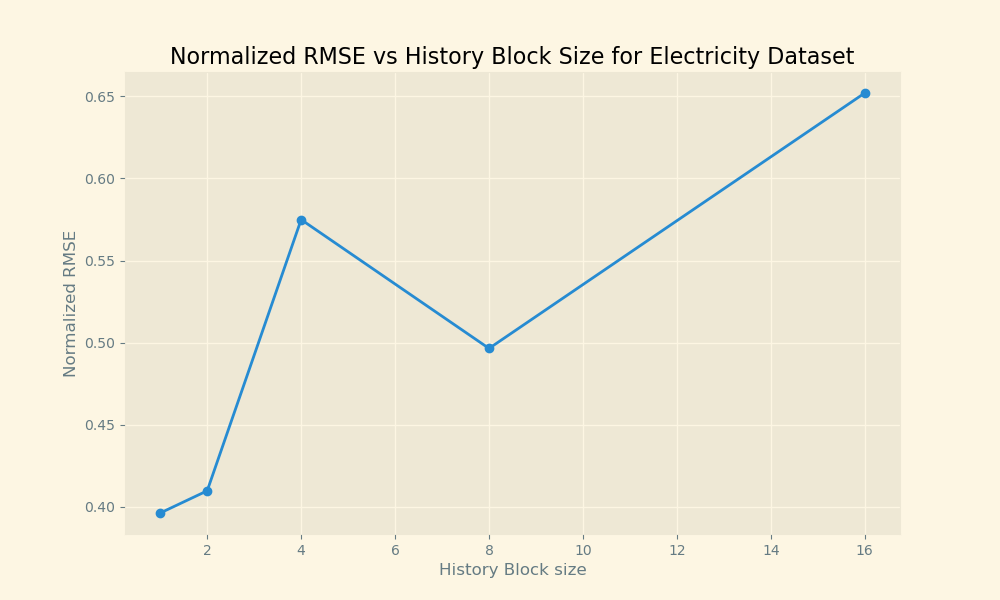 Normalized RMSE vs History Block Size for Electricity Dataset
0.65
0.60
0.55
0.50
0.45
0.40
Normalized RMSE
2 4 6 8 10 12 14 16
History Block size